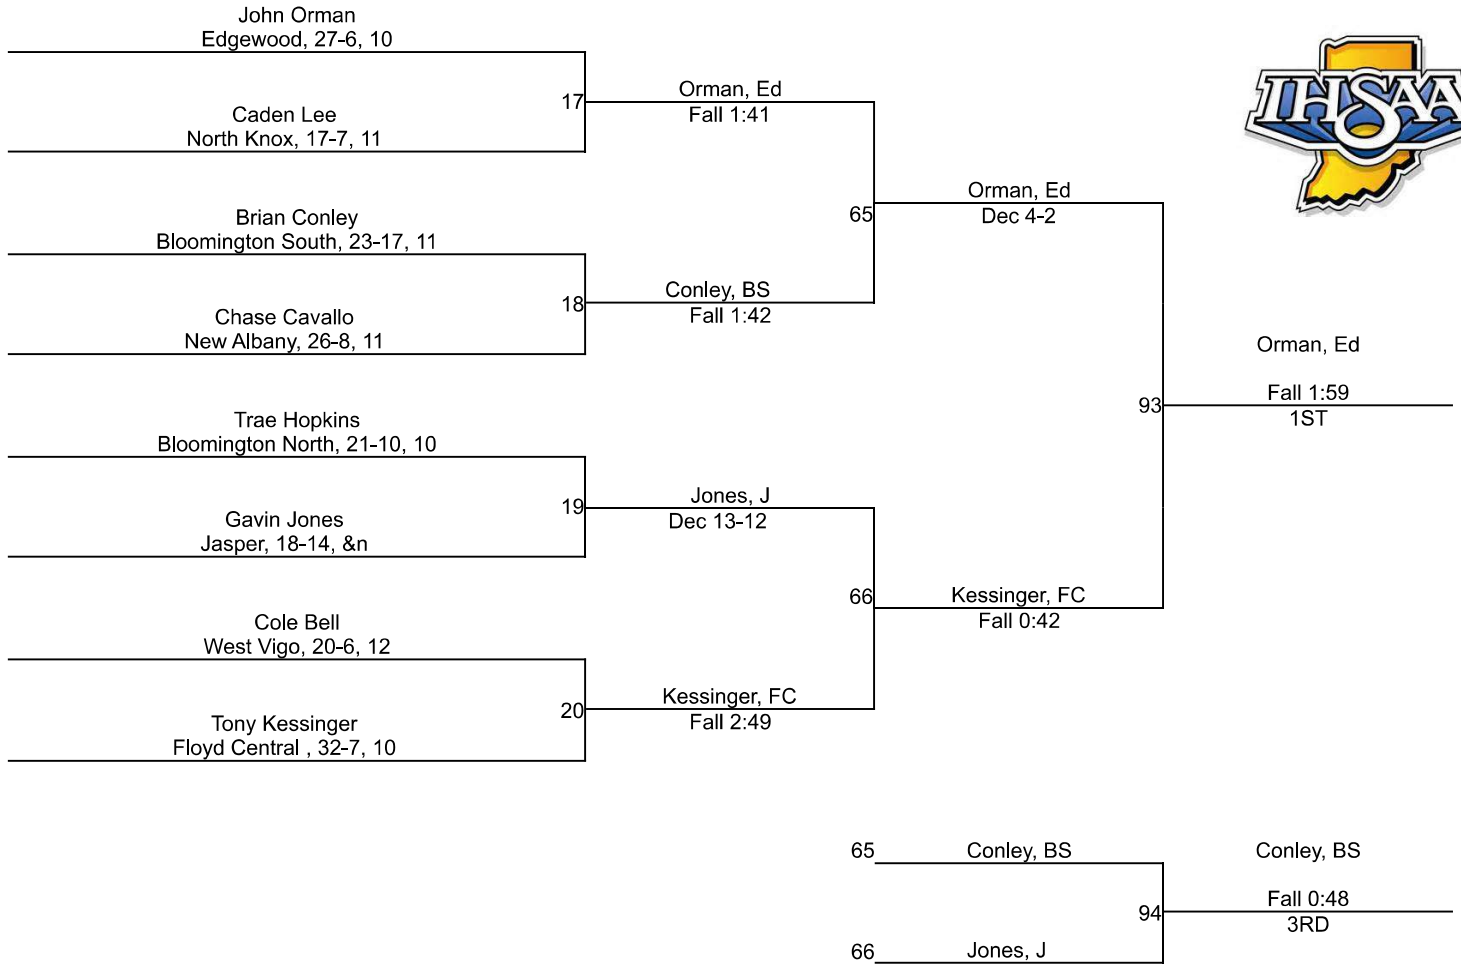 John Orman
Edgewood, 27-6, 10
Caden Lee
North Knox, 17-7, 11
17
Orman, Ed
Fall 1:41
Brian Conley
Bloomington South, 23-17, 11
Chase Cavallo
New Albany, 26-8, 11
18
Conley, BS
Fall 1:42
65
Orman, Ed
Dec 4-2
Trae Hopkins
Bloomington North, 21-10, 10
Gavin Jones
Jasper, 18-14, &n
19
Jones, J
Dec 13-12
Cole Bell
West Vigo, 20-6, 12
Tony Kessinger
Floyd Central , 32-7, 10
20
Kessinger, FC
Fall 2:49
66
Kessinger, FC
Fall 0:42
93
Orman, Ed
Fall 1:59
1ST
IHSAA
65
Conley, BS
66
Jones, J
94
Conley, BS
Fall 0:48
3RD